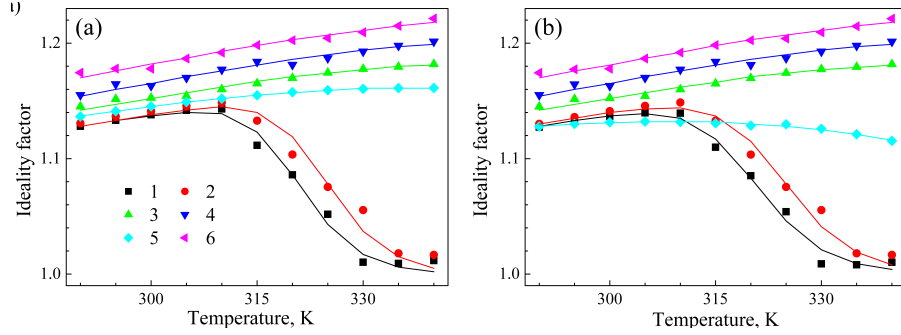 (a)
(b)
1.2
1.1
1.0
Ideality factor
1 2
3 4
5 6
300 315 330
Temperature, K
1.2
1.1
1.0
Ideality factor
300 315 330
Temperature, K